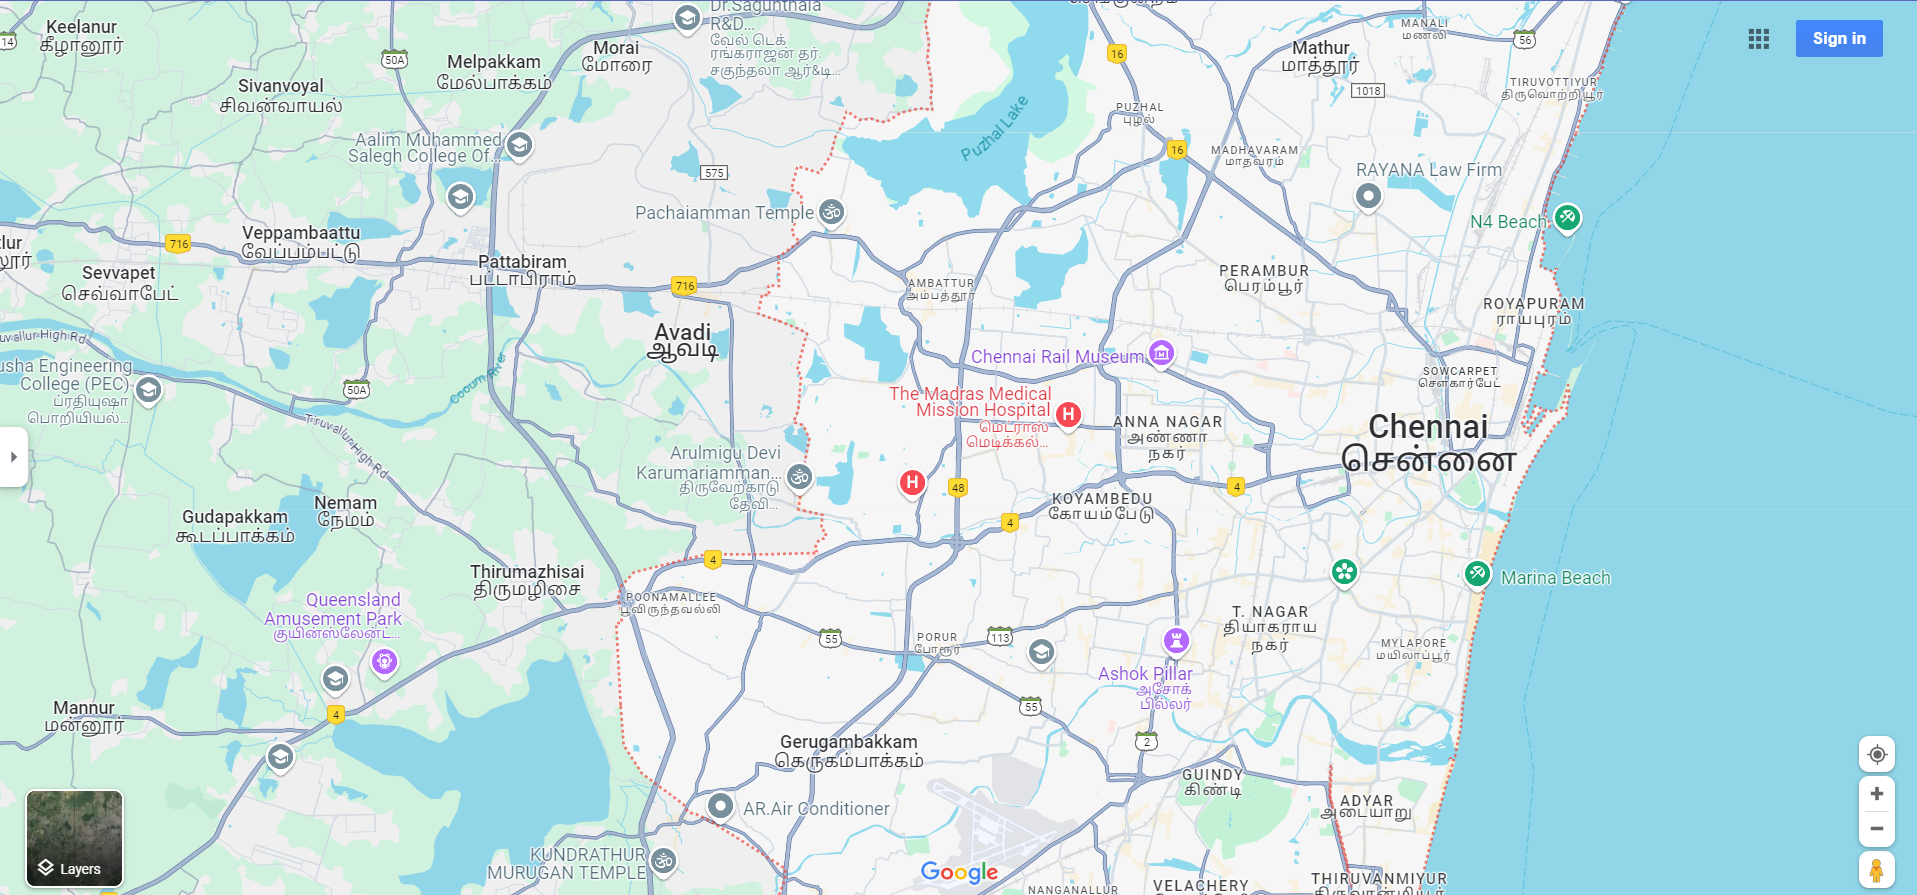 Keelanur
கீழானூர்
14
50A
Morai
மோரை
Dr.Sagunthala
R&D...
வேல் டெக்
ரங்கராஜன் தர்.
சகுந்தலா ஆர்&டி...
16
Mathur
மாத்தூர்
MANALI
மணலி
56
Sign in
Melpakkam
மேல்பாக்கம்
Sivanvoyal
சிவன்வாயல்
1018
TIRUVOTTIYUR
திருவொற்றியூர்
PUZHAL
புழல்
Puzhal Lake
Aalim Muhammed
Salegh College Of...
575
16
MADHAVARAM
மாதவரம்
RAYANA Law Firm
Pachaiamman Temple
N4 Beach
Veppambaattu
வேப்பம்பட்டு
716
Sevvapet
செவ்வாபேட்
Pattabiram
பட்டாபிராம்
716
AMBATTUR
அம்பத்தூர்
PERAMBUR
பெரம்பூர்
ROYAPURAM
ராயபுரம்
Avadi
ஆவடி
Chennai Rail Museum
SOWCARPET
சௌகார்பேட்
uvallur-High Rd
usha Engineering
College (PEC)
ப்ரதியுஷா
பொறியியல்...
50A
Cooum River
Tiruvallur-High Rd
The Madras Medical
Mission Hospital
மெட்ராஸ்
மெடிக்கல்...
H
ANNA NAGAR
அண்ணா
நகர்
Chennai
சென்னை
Arulmigu Devi
Karumariamman...
திருவேற்காடு
தேவி...
H
48
4
KOYAMBEDU
கோயம்பேடு
4
Nemam
நேமம்
Gudapakkam
கூடப்பாக்கம்
4
Thirumazhisai
திருமழிசை
POONAMALLEE
பூவிருந்தவல்லி
Marina Beach
Queensland
Amusement Park
குயின்ஸ்லேண்ட்...
55
PORUR
போரூர்
113
T. NAGAR
தியாகராய
நகர்
MYLAPORE
மயிலாப்பூர்
Ashok Pillar
அசோக்
பில்லர்
4
55
Mannur
மன்னூர்
2
Gerugambakkam
கெருகம்பாக்கம்
GUINDY
கிண்டி
AR.Air Conditioner
ADYAR
அடையாறு
Layers
KUNDRATHUR
MURUGAN TEMPLE
Google
NANGANALLUR
VELACHERY
THIRUVANMIYUR